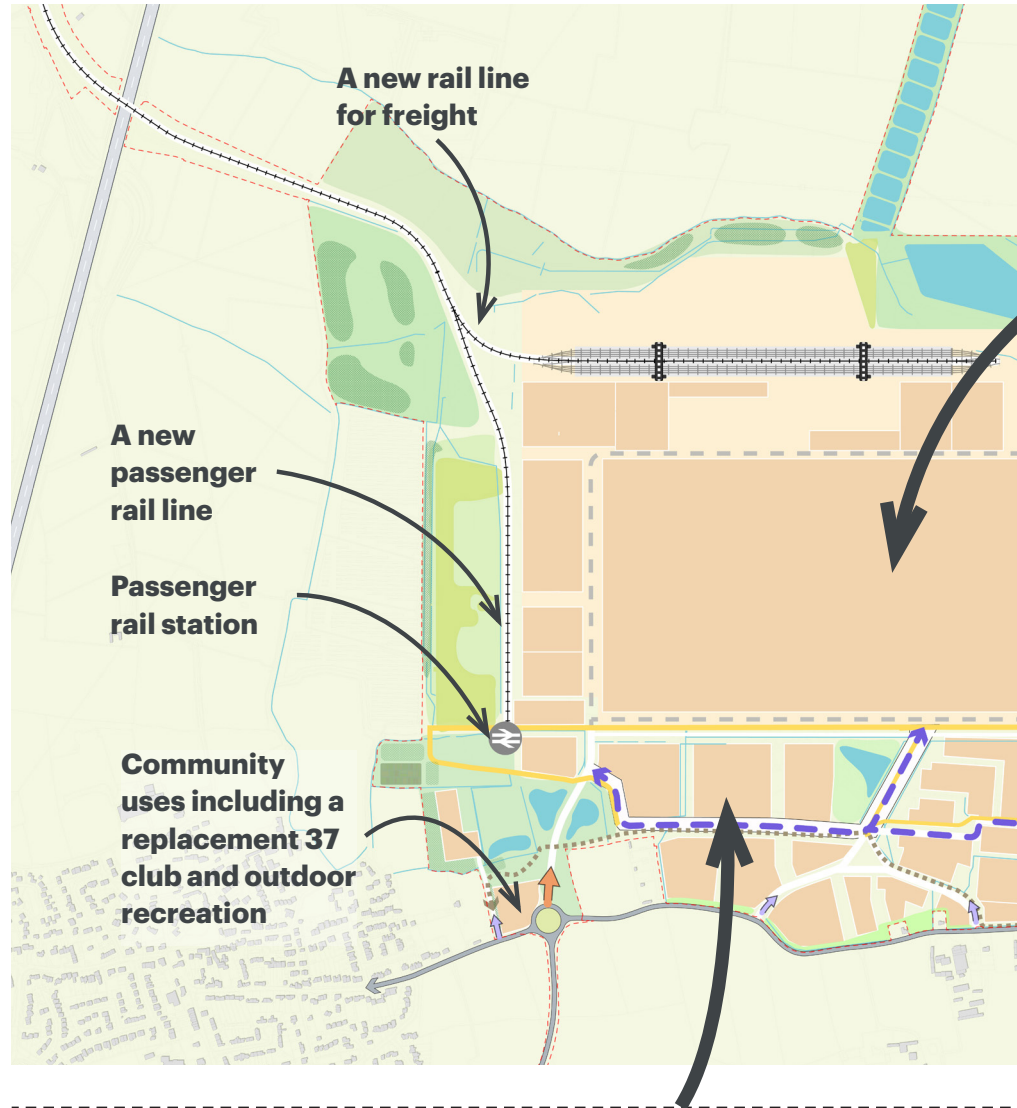 A new rail line
for freight
A new
passenger
rail line
Passenger
rail station
Community
uses including a
replacement 37
club and outdoor
recreation